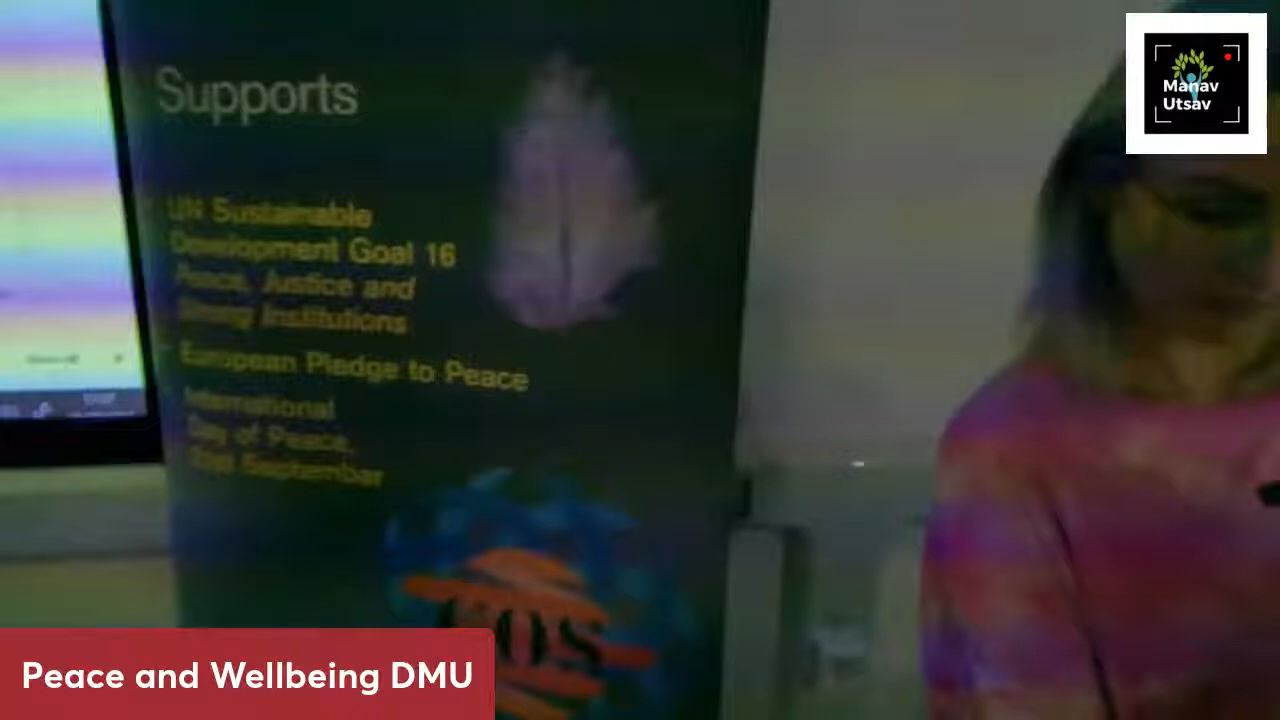 Manav
Utsav
Supports
UN Sustainable
Development Goal 16
Peace, Justice and
Strong Institutions
European Pledge to Peace
International
Day of Peace,
21st September
Peace and Wellbeing DMU